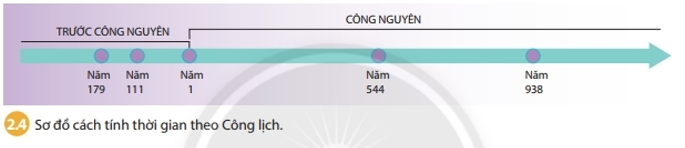 CÔNG NGUYÊN
TRƯỚC CÔNG NGUYÊN
Năm
179
Năm
111
Năm
1
Năm
544
Năm
938
2.4 Sơ đồ cách tính thời gian theo Công lịch.